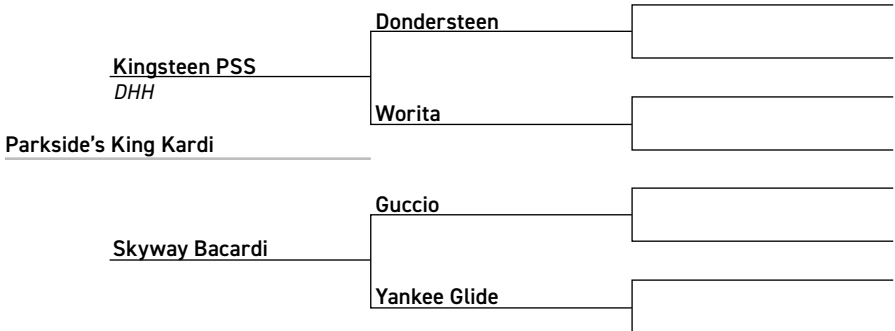 Dondersteen
Kingsteen PSS
DHH
Worita
Parkside's King Kardi
Guccio
Skyway Bacardi
Yankee Glide